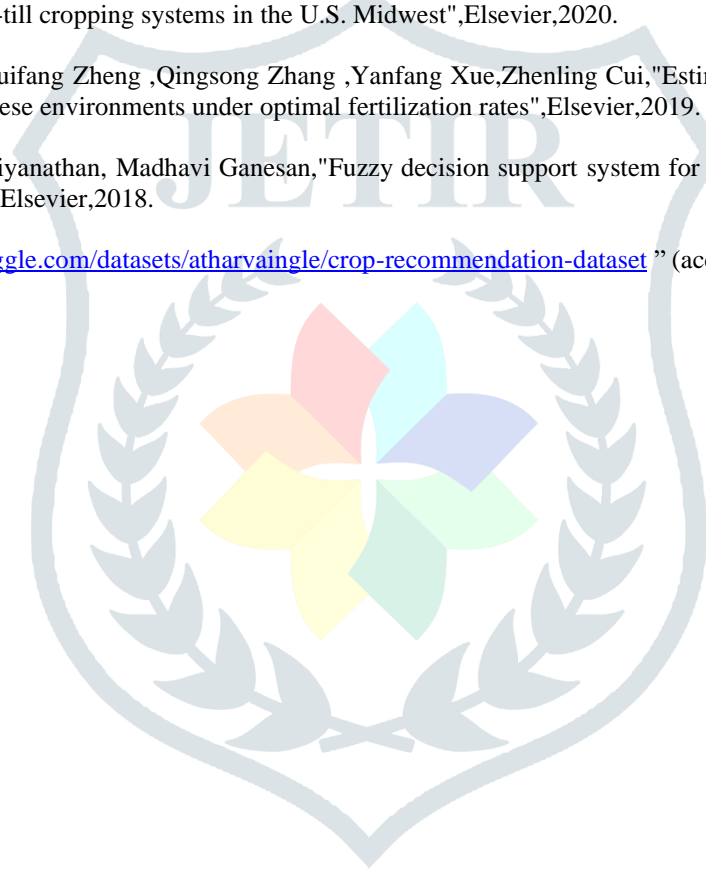 -till cropping systems in the U.S. Midwest",Elsevier,2020.
uifang Zheng ,Qingsong Zhang ,Yanfang Xue,Zhenling Cui,"Estir
ese environments under optimal fertilization rates",Elsevier,2019.
iyanathan, Madhavi Ganesan,"Fuzzy decision support system for
Elsevier,2018.
ggle.com/datasets/atharvaingle/crop-recommendation-dataset ” (acc
JETIR